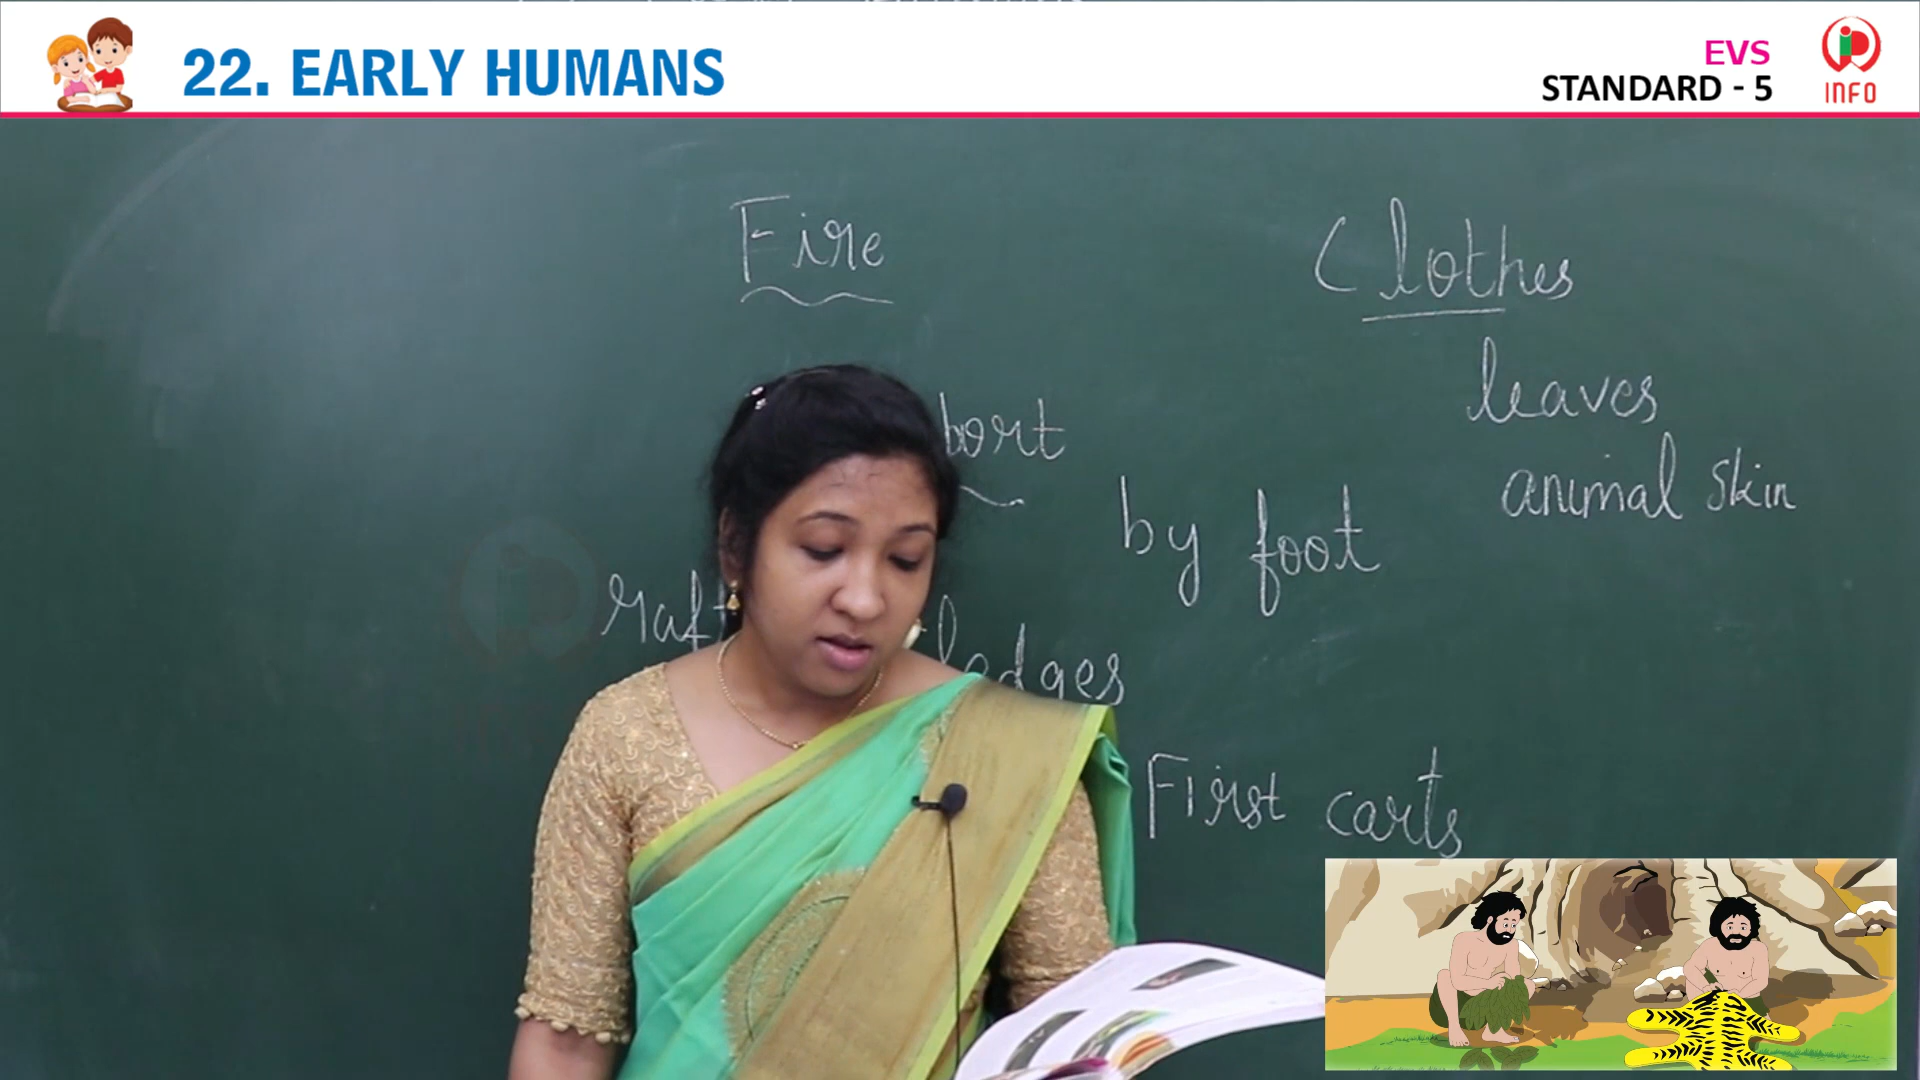 22. EARLY HUMANS
EVS
STANDARD - 5
INFO
Fire
Clothes
leaves
animal skin
by foot
First carts